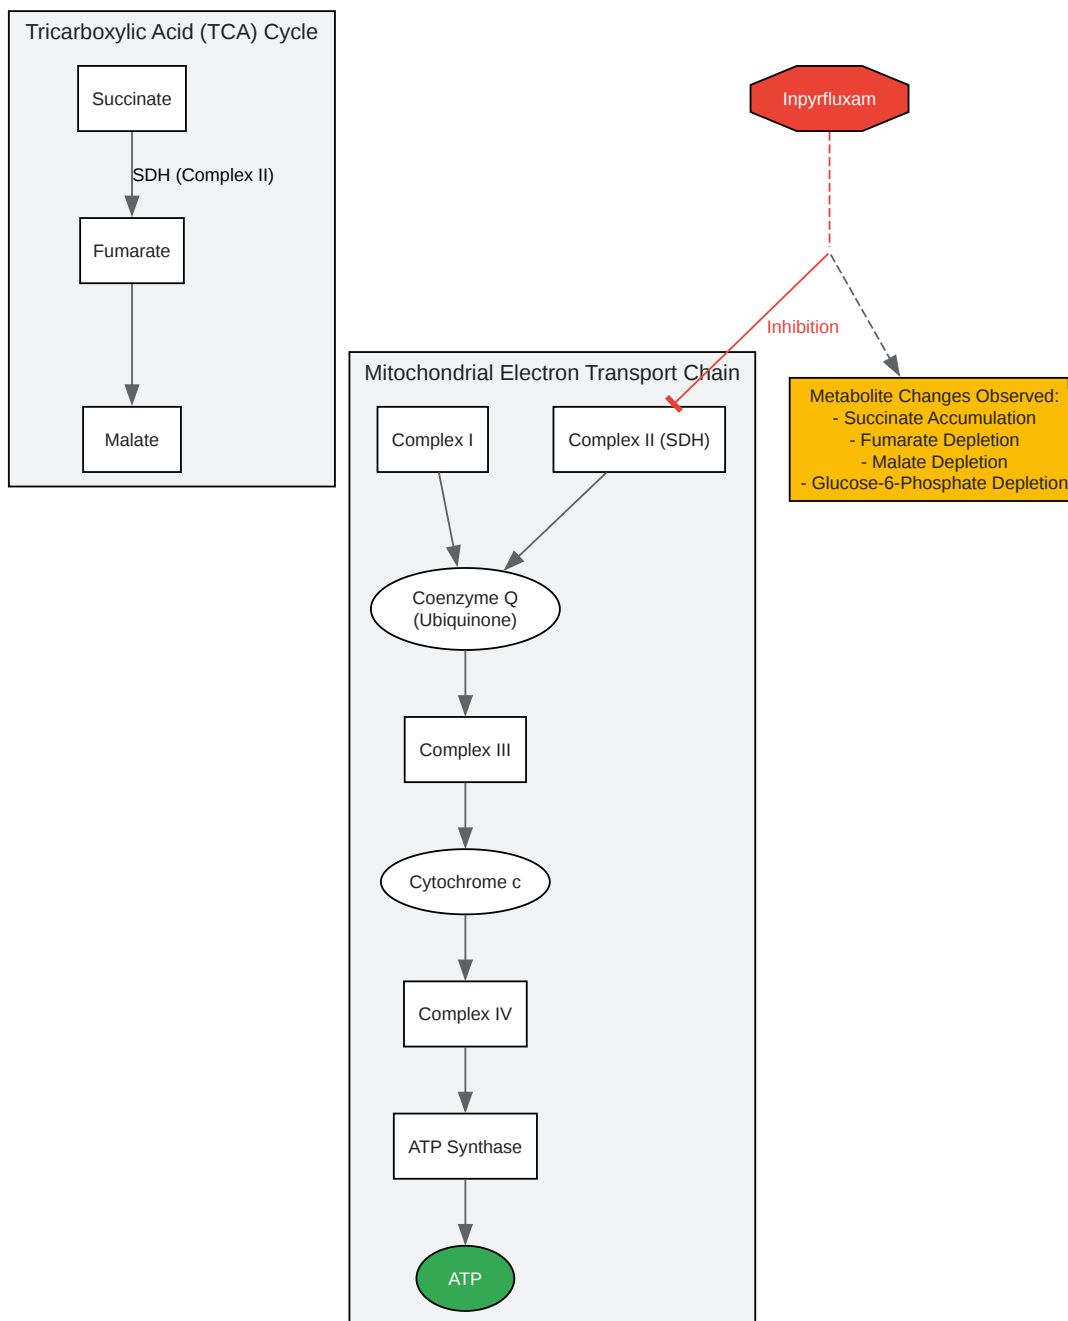 Tricarboxylic Acid (TCA) Cycle
Succinate
SDH (Complex II)
Fumarate
Malate
Inpyrfluxam
Inhibition
Metabolite Changes Observed:
- Succinate Accumulation
- Fumarate Depletion
- Malate Depletion
- Glucose-6-Phosphate Depletion
Mitochondrial Electron Transport Chain
Complex I
Complex II (SDH)
Coenzyme Q
(Ubiquinone)
Complex III
Cytochrome c
Complex IV
ATP Synthase
ATP